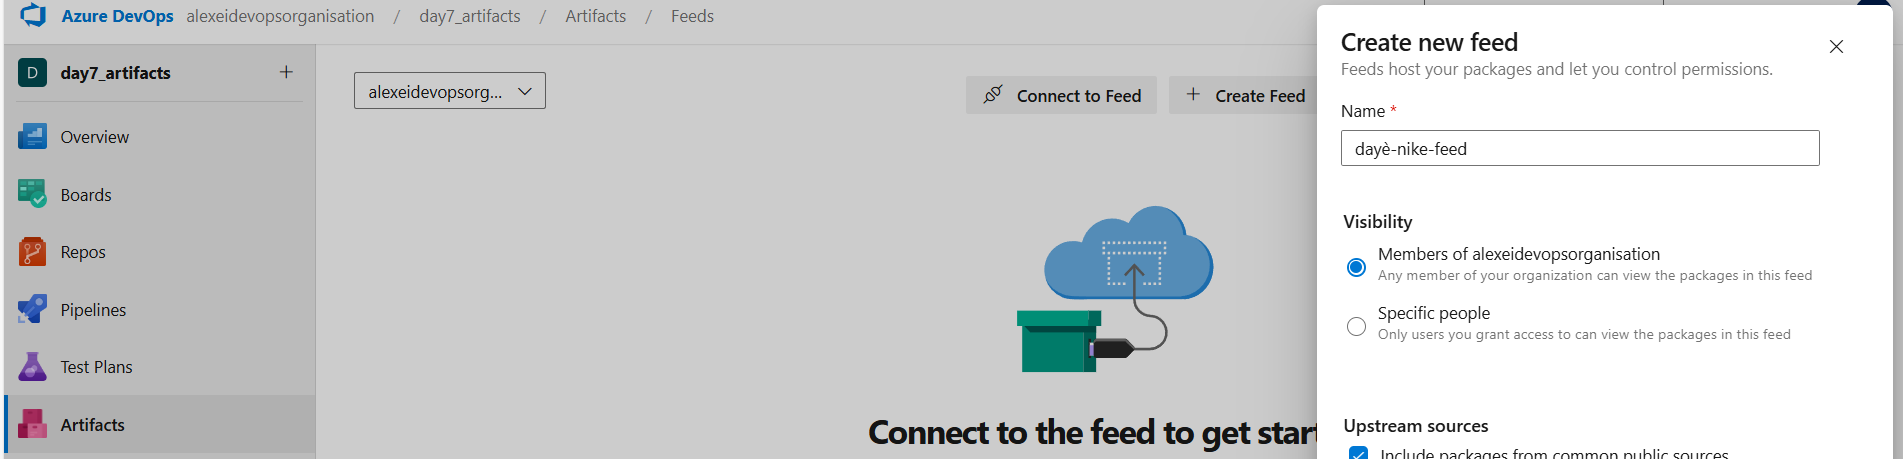 Azure DevOps alexeidevopsorganisation / day7_artifacts / Artifacts / Feeds
D day7_artifacts +
Overview
Boards
Repos
Pipelines
Test Plans
Artifacts
alexeidevopsorg...
Connect to Feed
+ Create Feed
Connect to the feed to get start
Create new feed
Feeds host your packages and let you control permissions.
Name *
dayè-nike-feed
Visibility
Members of alexeidevopsorganisation
Any member of your organization can view the packages in this feed
Specific people
Only users you grant access to can view the packages in this feed
Upstream sources
Include packages from common public sources